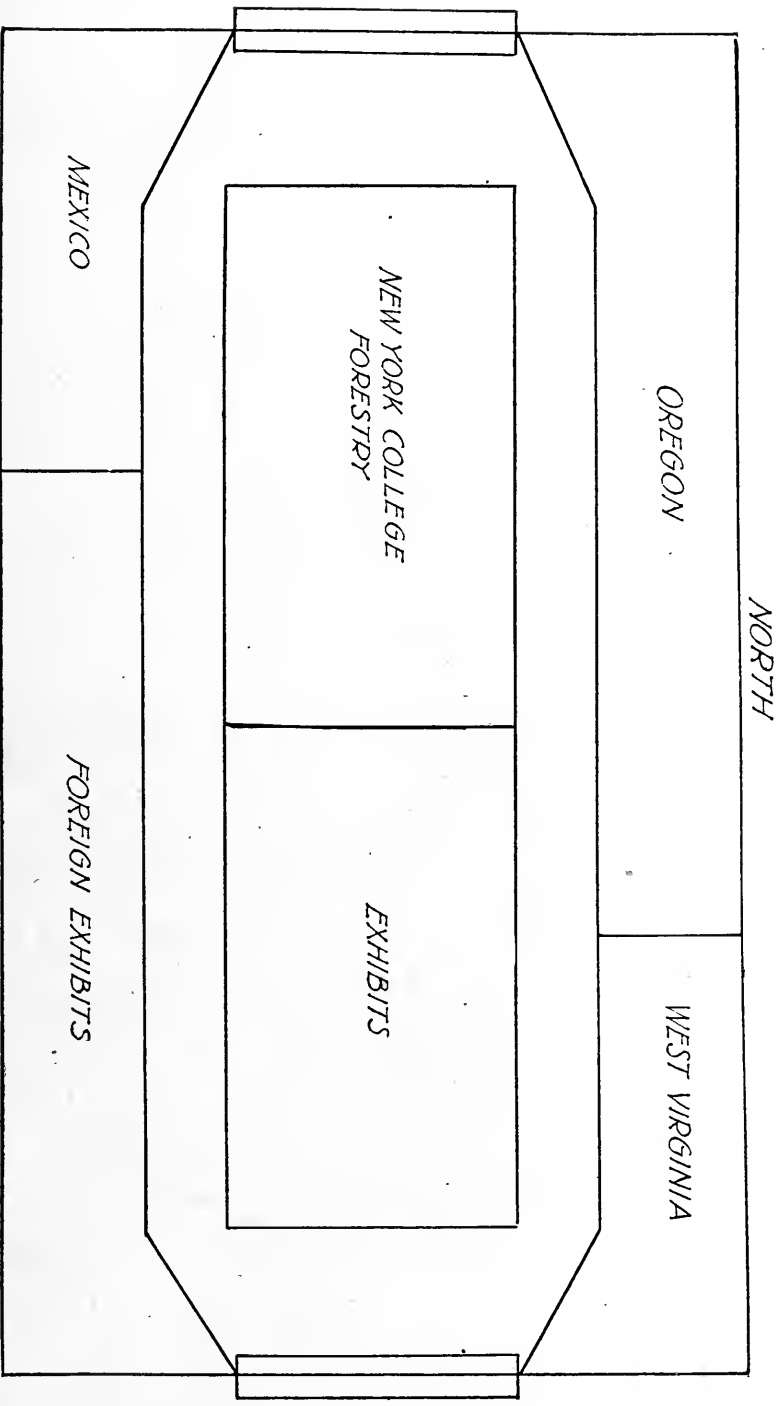 NORTH
OREGON
WEST VIRGINIA
NEW YORK COLLEGE
FORESTRY
EXHIBITS
MEXICO
FOREIGN EXHIBITS